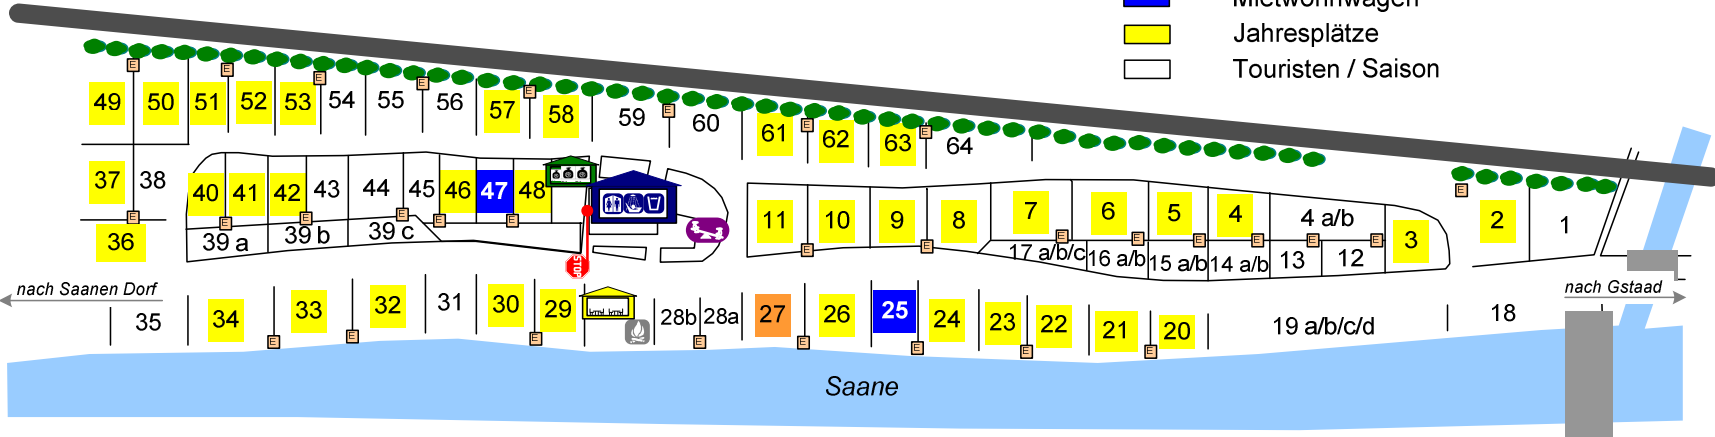 Mietwohnwagen
Jahresplätze
Touristen / Saison
49 50 51 52 53 54 55 56 57 58 59 60 61 62 63 64
E E E E E E E E
37 38 40 41 42 43 44 45 46 47 48
11 10 9 8 7 6 5 4 4 a/b 3 2 1
E E E E E E E E E E E E E E
36 39 a 39 b 39 c
17 a/b/c 16 a/b 15 a/b 14 a/b 13 12
STOP
nach Saanen Dorf
nach Gstaad
35 34 33 32 31 30 29 28b 28a 27 26 25 24 23 22 21 20 19 a/b/c/d 18
E E E E E E E E
Saane